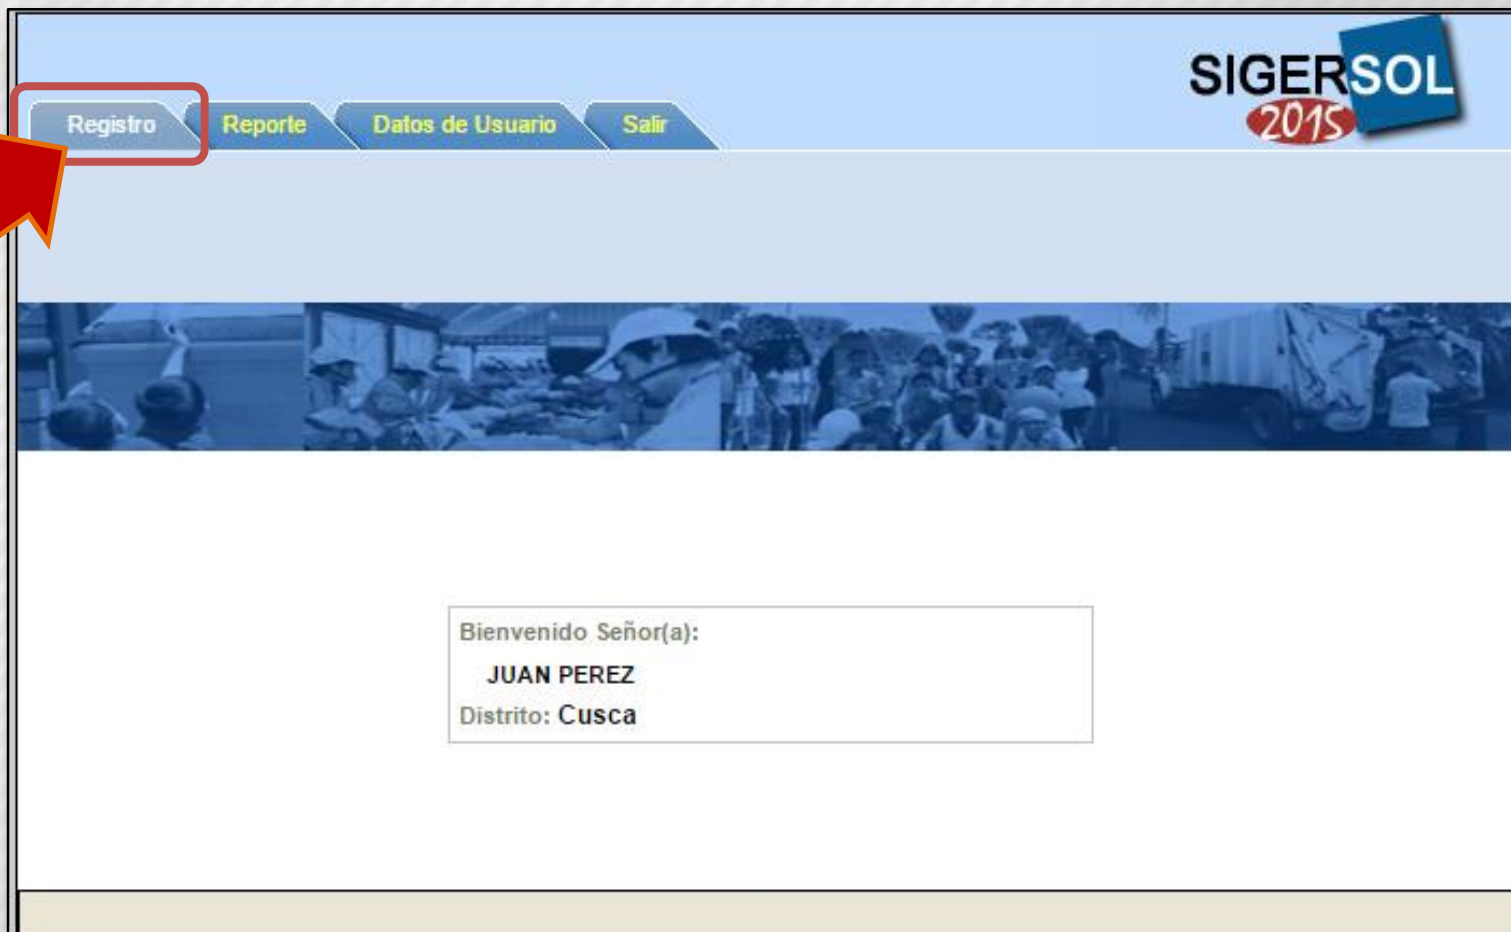 SIGERSOL
2015
Registro
Reporte
Datos de Usuario
Salir
Bienvenido Señor(a):
JUAN PEREZ
Distrito: Cusca